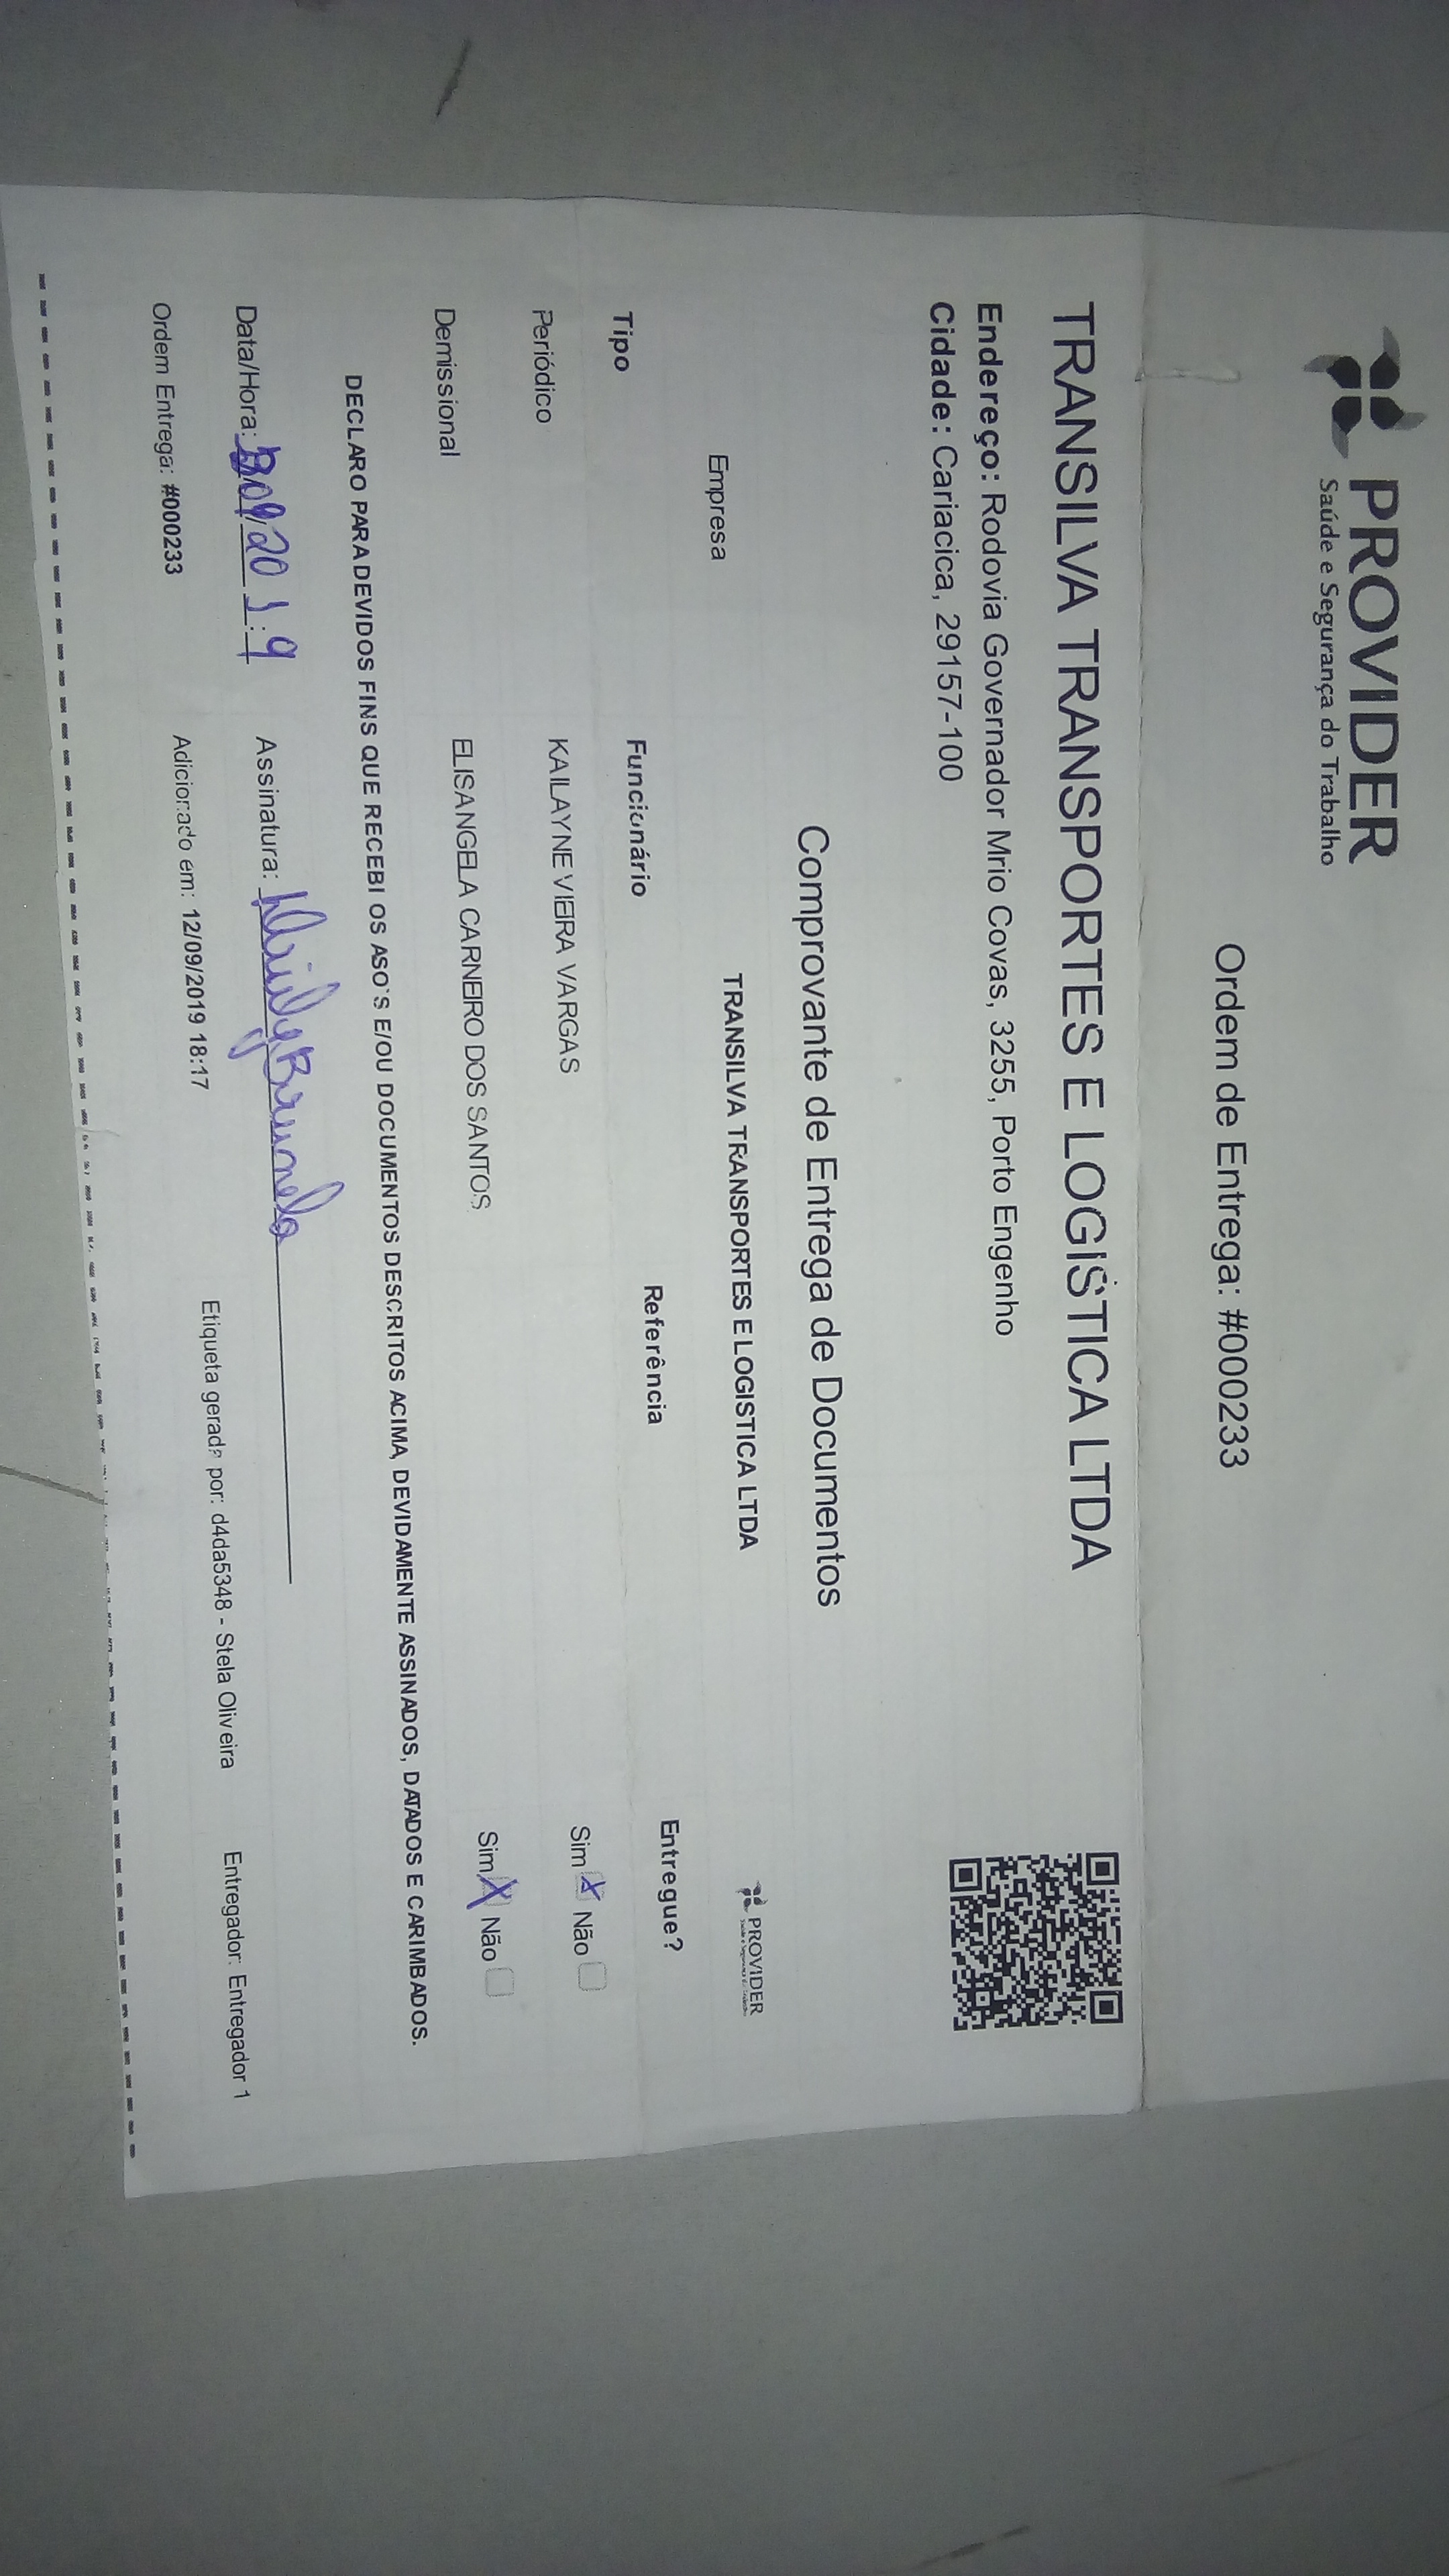 PROVIDER
Saúde e Segurança do Trabalho
Ordem de Entrega: #000233
TRANSILVA TRANSPORTES E LOGISTICA LTDA
Endereço: Rodovia Governador Mrio Covas, 3255, Porto Engenho
Cidade: Cariacica, 29157-100
Comprovante de Entrega de Documentos
Empresa TRANSILVA TRANSPORTES E LOGISTICA LTDA PROVIDER
Tipo Funcionário Referência Entregue?
Periódico KAILAYNE VIEIRA VARGAS Sim X Não
Demissional ELISANGELA CARNEIRO DOS SANTOS Sim X Não
DECLARO PARA DEVIDOS FINS QUE RECEBI OS ASO`S E/OU DOCUMENTOS DESCRITOS ACIMA, DEVIDAMENTE ASSINADOS, DATADOS E CARIMBADOS.
Data/Hora: Assinatura:
Ordem Entrega: #000233 Adicionado em: 12/09/2019 18:17 Etiqueta gerada por: d4da5348 - Stela Oliveira Entregador: Entregador 1